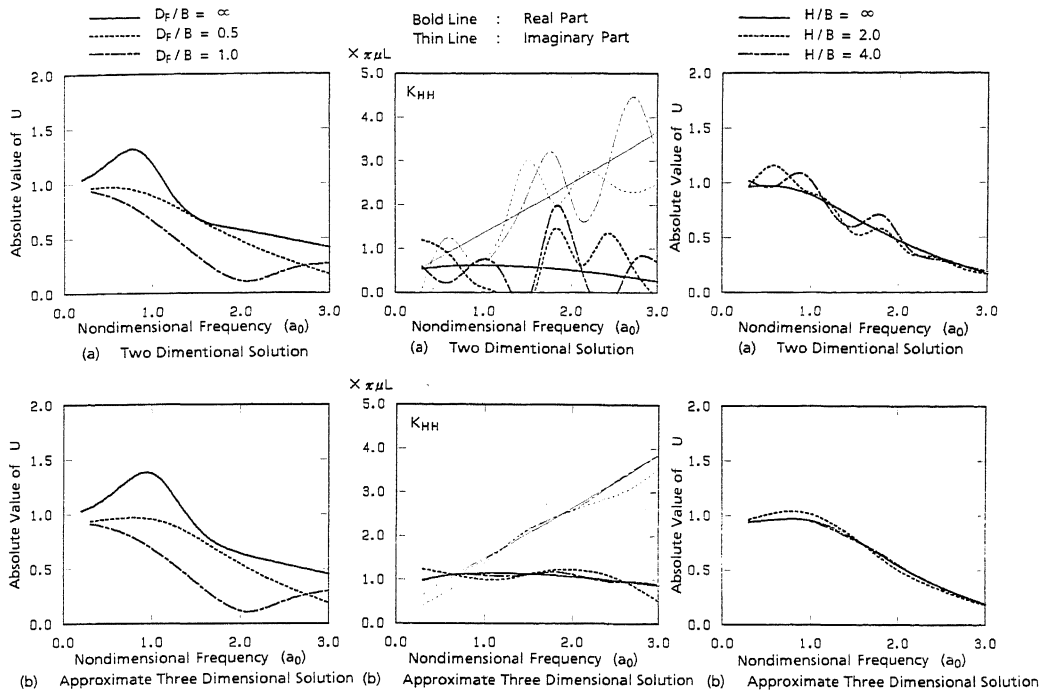 D_F / B = ∞
D_F / B = 0.5
D_F / B = 1.0
Bold Line : Real Part
Thin Line : Imaginary Part
H / B = ∞
H / B = 2.0
H / B = 4.0
Absolute Value of U
2.0
1.5
1.0
0.5
0.0
0.0 1.0 2.0 3.0
Nondimensional Frequency (a₀)
(a) Two Dimentional Solution
× πμL
K_HH
5.0
4.0
3.0
2.0
1.0
0.0
0.0 1.0 2.0 3.0
Nondimensional Frequency (a₀)
(a) Two Dimentional Solution
Absolute Value of U
2.0
1.5
1.0
0.5
0.0
0.0 1.0 2.0 3.0
Nondimensional Frequency (a₀)
(a) Two Dimentional Solution
Absolute Value of U
2.0
1.5
1.0
0.5
0.0
0.0 1.0 2.0 3.0
Nondimensional Frequency (a₀)
(b) Approximate Three Dimensional Solution
× πμL
K_HH
5.0
4.0
3.0
2.0
1.0
0.0
0.0 1.0 2.0 3.0
Nondimensional Frequency (a₀)
(b) Approximate Three Dimensional Solution
Absolute Value of U
2.0
1.5
1.0
0.5
0.0
0.0 1.0 2.0 3.0
Nondimensional Frequency (a₀)
(b) Approximate Three Dimensional Solution